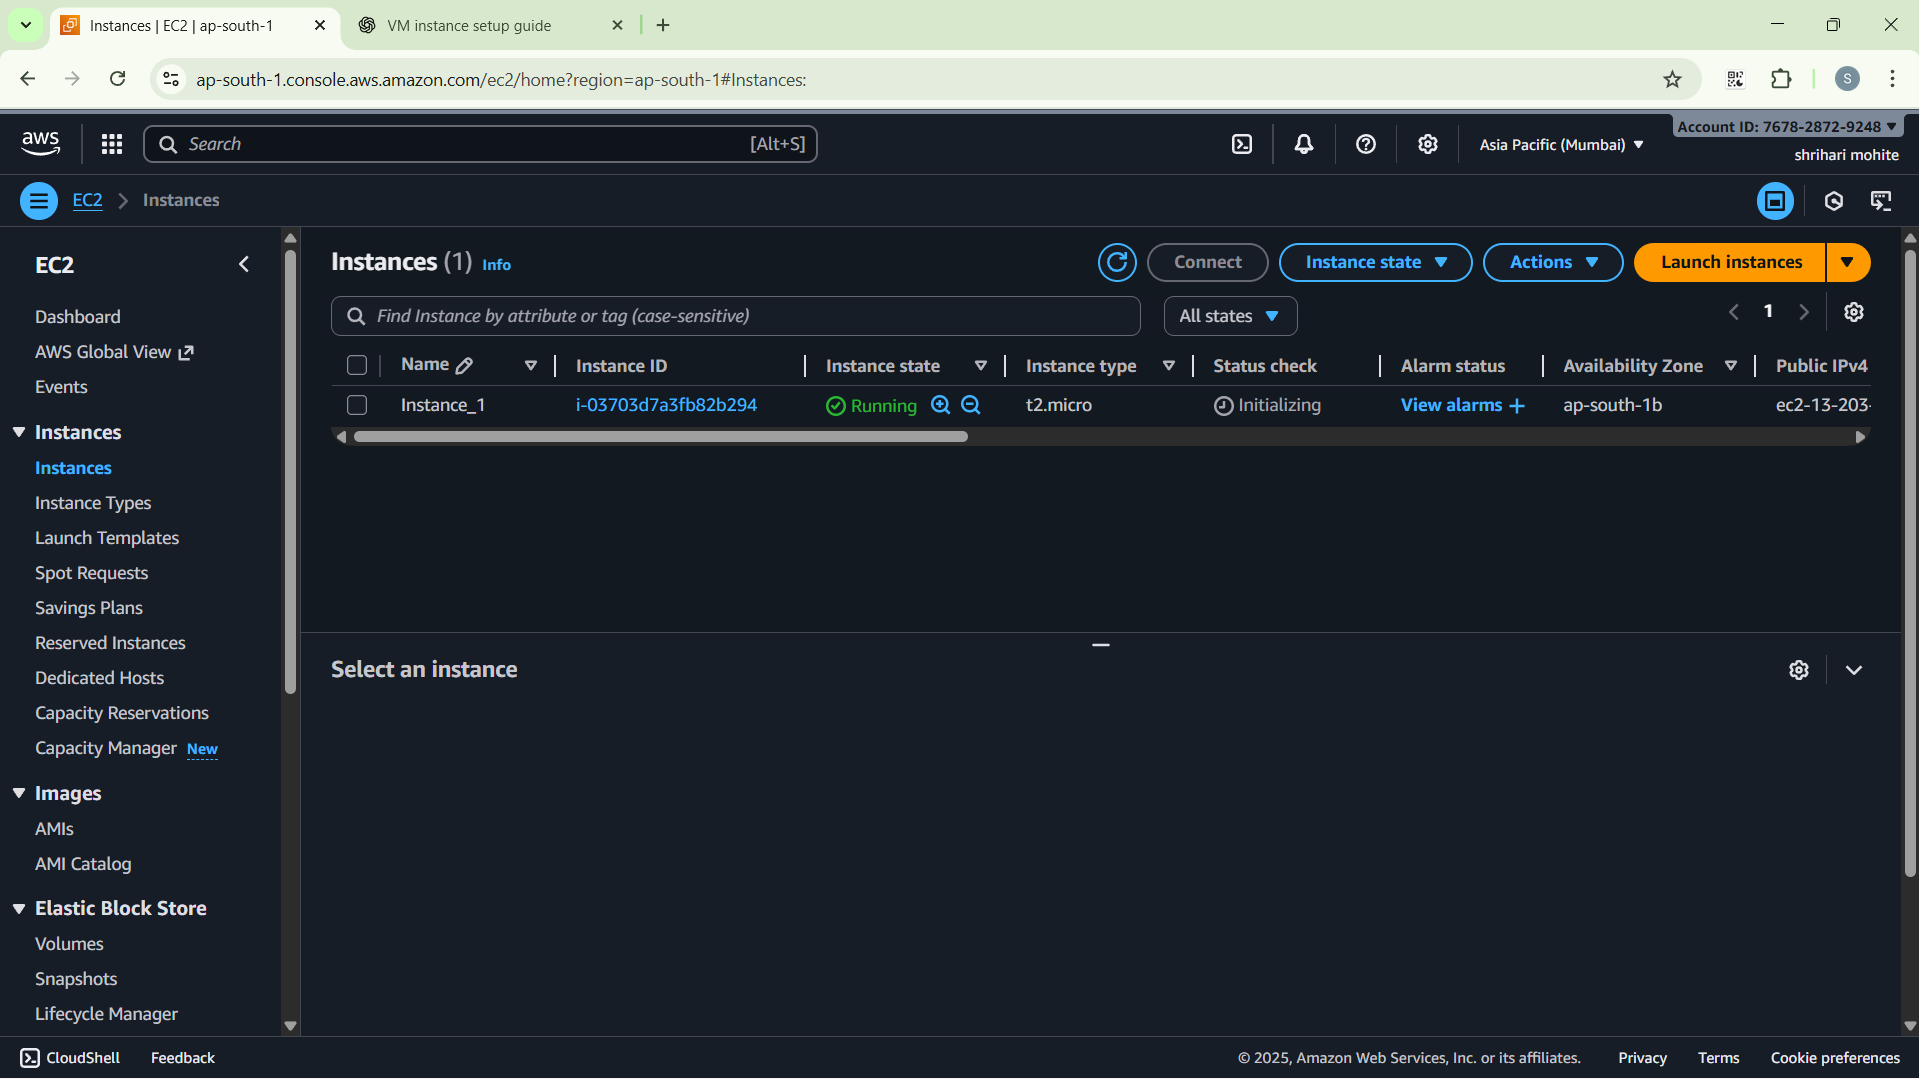 Instances | EC2 | ap-south-1
VM instance setup guide
ap-south-1.console.aws.amazon.com/ec2/home?region=ap-south-1#Instances:
S
aws
Search
[Alt+S]
Asia Pacific (Mumbai)
Account ID: 7678-2872-9248
shrihari mohite
EC2
Instances
EC2
Dashboard
AWS Global View
Events
Instances
Instances
Instance Types
Launch Templates
Spot Requests
Savings Plans
Reserved Instances
Dedicated Hosts
Capacity Reservations
Capacity Manager New
Images
AMIs
AMI Catalog
Elastic Block Store
Volumes
Snapshots
Lifecycle Manager
Instances (1) Info
Connect
Instance state
Actions
Launch instances
Find Instance by attribute or tag (case-sensitive)
All states
1
Name Instance ID Instance state Instance type Status check Alarm status Availability Zone Public IPv4
Instance_1 i-03703d7a3fb82b294 Running t2.micro Initializing View alarms + ap-south-1b ec2-13-203-
Select an instance
CloudShell
Feedback
© 2025, Amazon Web Services, Inc. or its affiliates.
Privacy
Terms
Cookie preferences